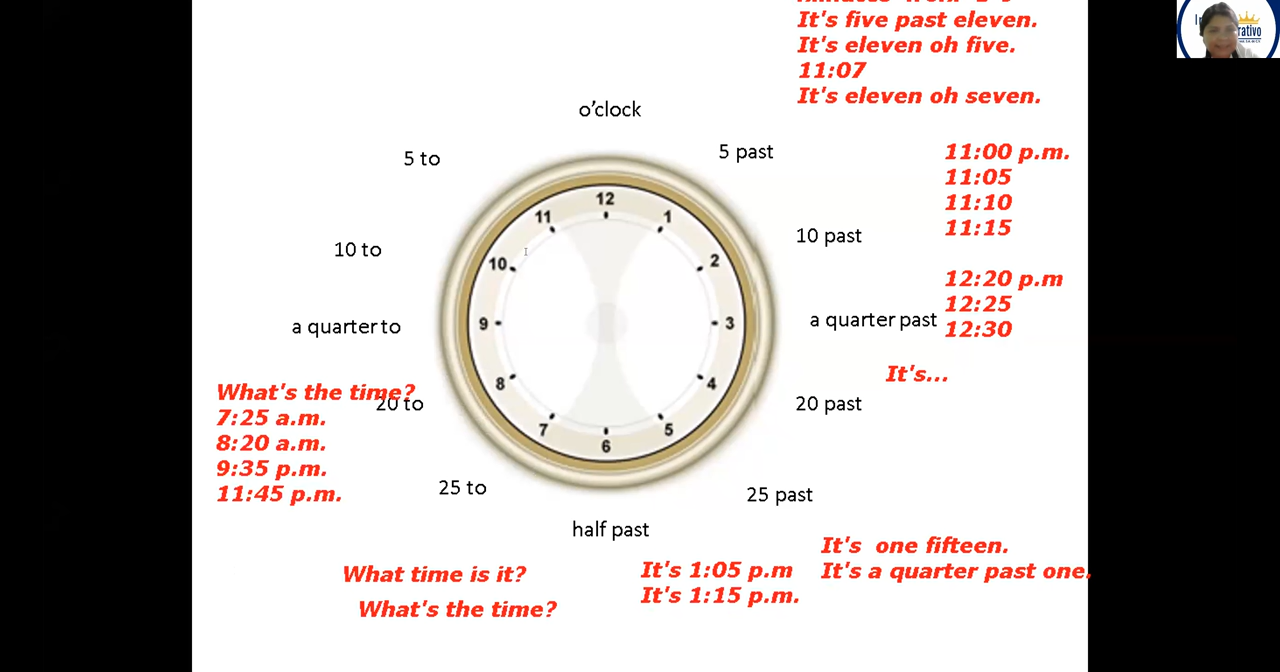 It's five past eleven.
It's eleven oh five.
11:07
It's eleven oh seven.
o'clock
5 to
5 past
11:00 p.m.
11:05
11:10
11:15
10 to
10 past
12:20 p.m
12:25
12:30
a quarter to
a quarter past
It's...
What's the time?
7:25 a.m.
8:20 a.m.
9:35 p.m.
11:45 p.m.
20 to
20 past
25 to
25 past
half past
12
1
2
3
4
5
6
7
8
9
10
11
What time is it?
What's the time?
It's 1:05 p.m
It's 1:15 p.m.
It's one fifteen.
It's a quarter past one.